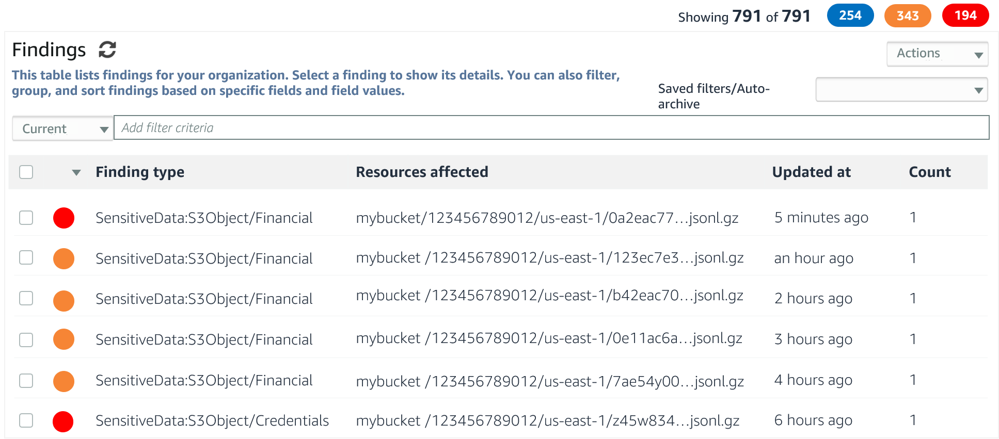 Showing 791 of 791 254 343 194
Findings
Actions
This table lists findings for your organization. Select a finding to show its details. You can also filter,
group, and sort findings based on specific fields and field values.
Saved filters/Auto-
archive
Current Add filter criteria
Finding type Resources affected Updated at Count
SensitiveData:S3Object/Financial mybucket/123456789012/us-east-1/0a2eac77...jsonl.gz 5 minutes ago 1
SensitiveData:S3Object/Financial mybucket /123456789012/us-east-1/123ec7e3...jsonl.gz an hour ago 1
SensitiveData:S3Object/Financial mybucket /123456789012/us-east-1/b42eac70...jsonl.gz 2 hours ago 1
SensitiveData:S3Object/Financial mybucket /123456789012/us-east-1/0e11ac6a...jsonl.gz 3 hours ago 1
SensitiveData:S3Object/Financial mybucket /123456789012/us-east-1/7ae54y00...jsonl.gz 4 hours ago 1
SensitiveData:S3Object/Credentials mybucket /123456789012/us-east-1/z45w834...jsonl.gz 6 hours ago 1